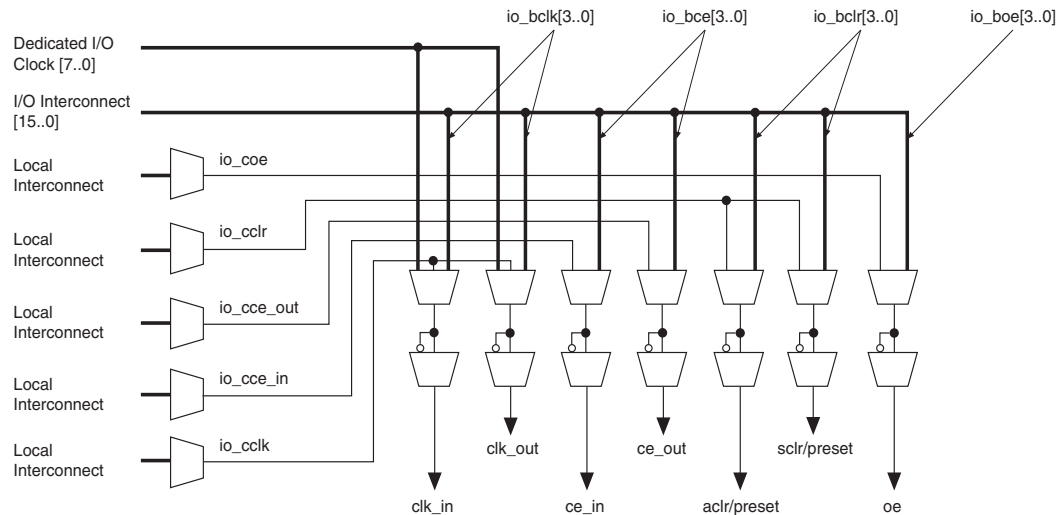 io_bclk[3..0]
io_bce[3..0]
io_bclr[3..0]
io_boe[3..0]
Dedicated I/O
Clock [7..0]
I/O Interconnect
[15..0]
Local
Interconnect
io_coe
Local
Interconnect
io_cclr
Local
Interconnect
io_cce_out
Local
Interconnect
io_cce_in
Local
Interconnect
io_cclk
clk_out
ce_out
sclr/preset
clk_in
ce_in
aclr/preset
oe